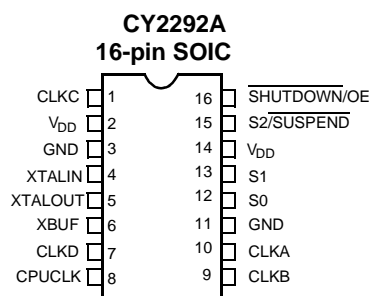 CY2292A
16-pin SOIC
CLKC 1 16 SHUTDOWN/OE
VDD 2 15 S2/SUSPEND
GND 3 14 VDD
XTALIN 4 13 S1
XTALOUT 5 12 S0
XBUF 6 11 GND
CLKD 7 10 CLKA
CPUCLK 8 9 CLKB